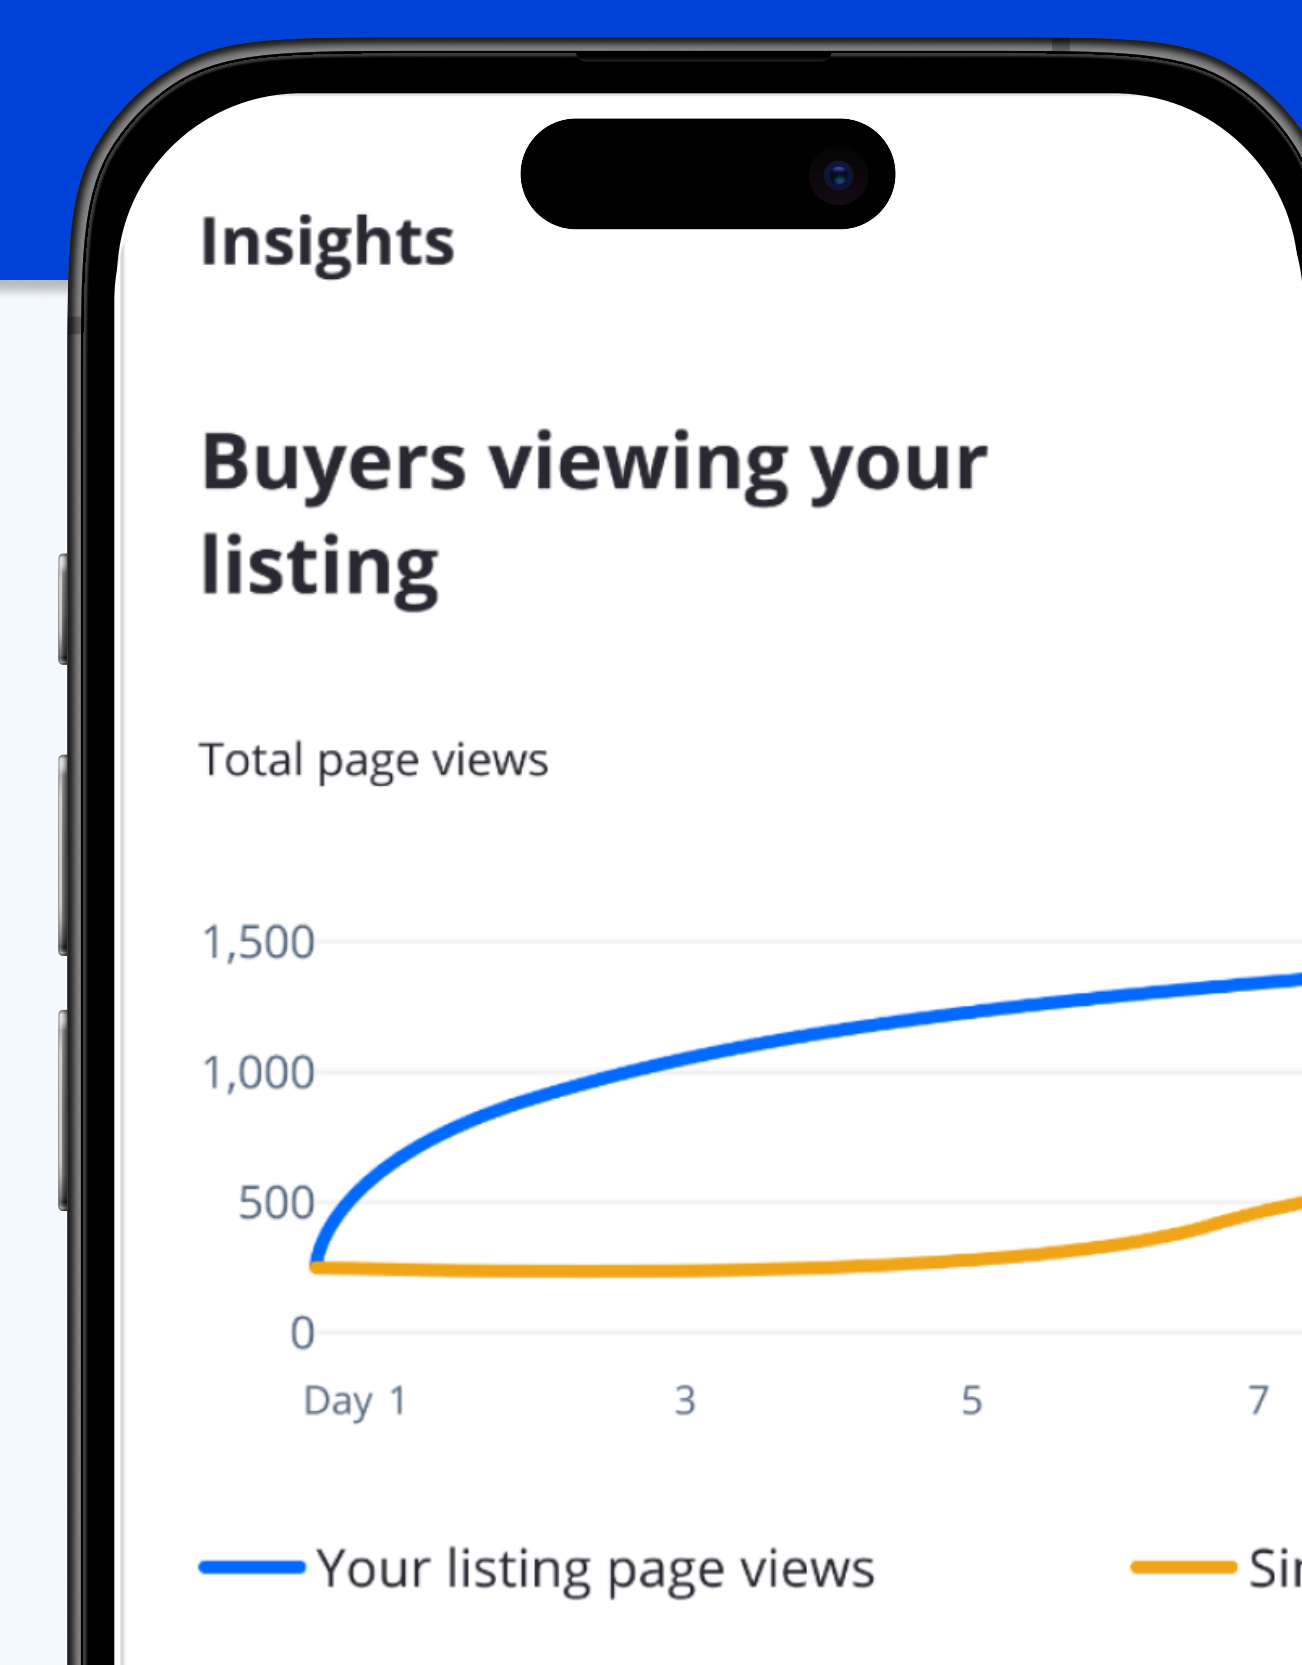 Insights
Buyers viewing your
listing
Total page views
1,500
1,000
500
0
Day 1 3 5 7
Your listing page views